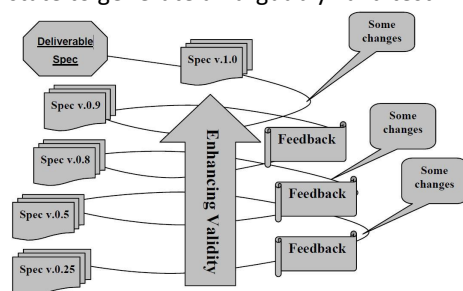 Deliverable
Spec
Spec v.1.0
Some
changes
Spec v.0.9
Feedback
Some
changes
Spec v.0.8
Enhancing Validity
Feedback
Some
changes
Spec v.0.5
Feedback
Spec v.0.25